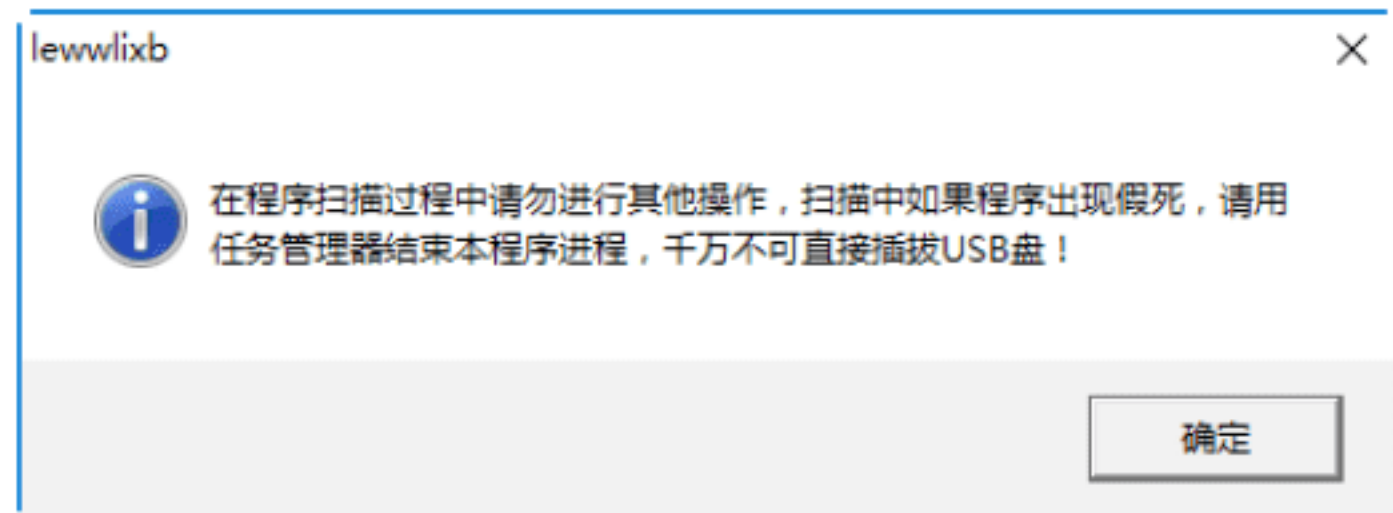 lewwlixb
在程序扫描过程中请勿进行其他操作，扫描中如果程序出现假死，请用
任务管理器结束本程序进程，千万不可直接插拔USB盘！
确定